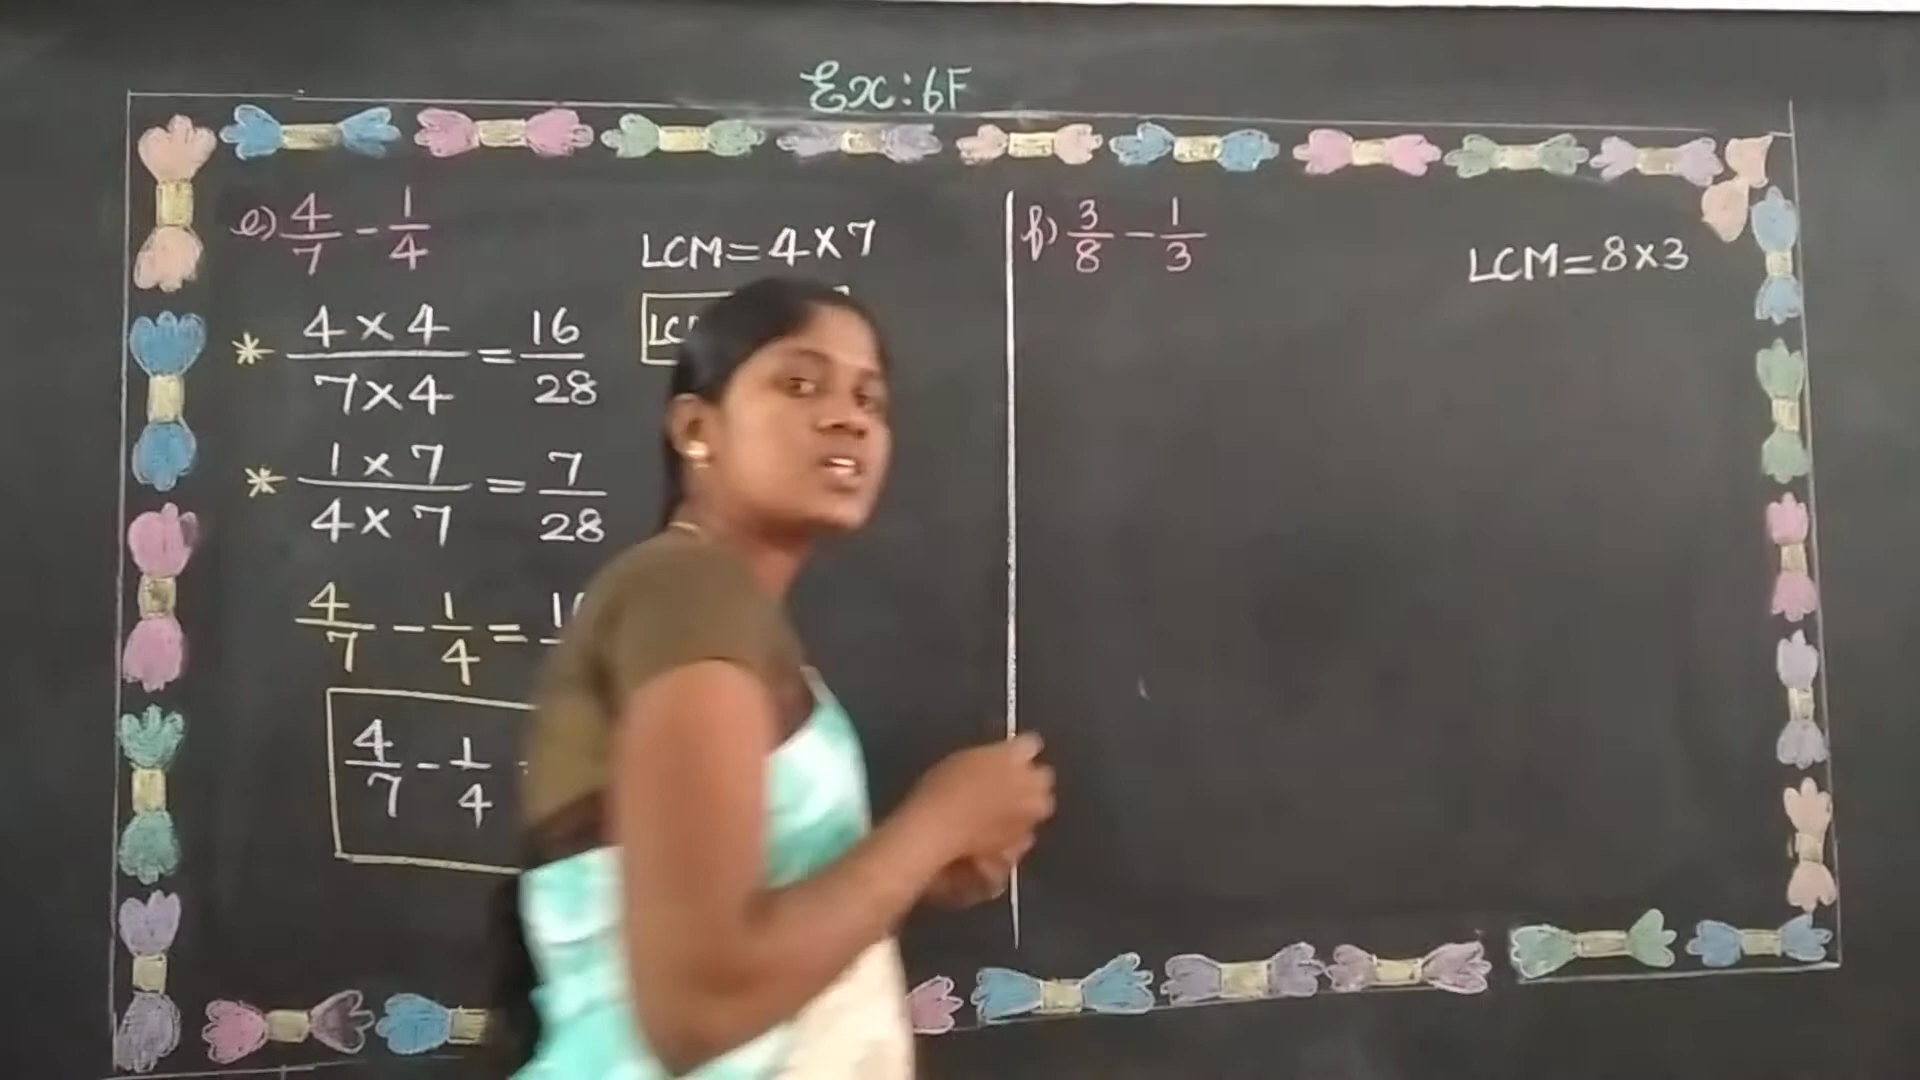 Ex: 6F
e) 4/7 - 1/4
LCM = 4 x 7
* 4 x 4 / 7 x 4 = 16/28
* 1 x 7 / 4 x 7 = 7/28
4/7 - 1/4 =
4/7 - 1/4
f) 3/8 - 1/3
LCM = 8 x 3